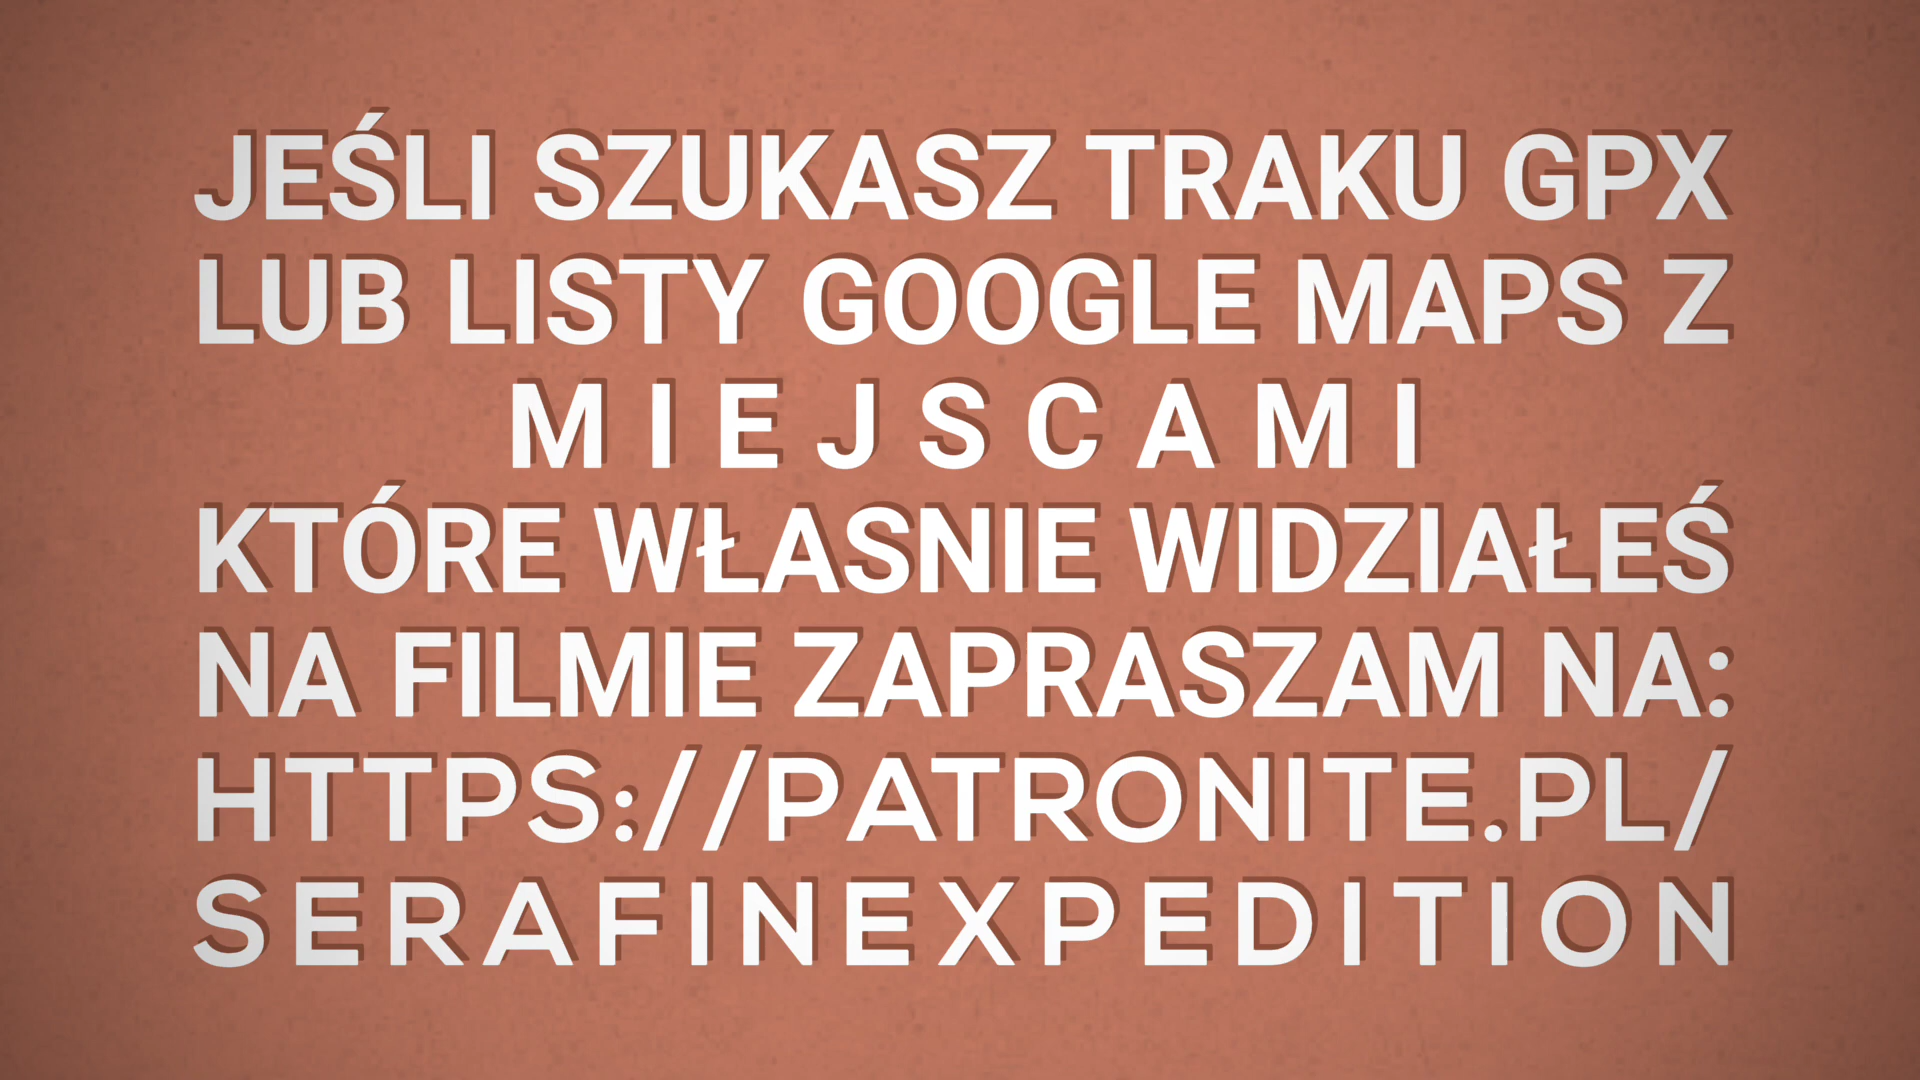 JEŚLI SZUKASZ TRAKU GPX
LUB LISTY GOOGLE MAPS Z
MIEJSCAMI
KTÓRE WŁASNIE WIDZIAŁEŚ
NA FILMIE ZAPRASZAM NA:
HTTPS://PATRONITE.PL/
SERAFINEXPEDITION